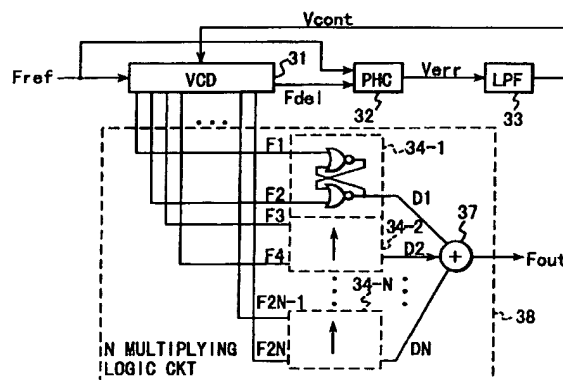 Vcont
Fref
VCD
31
Fdel
PHC
32
Verr
LPF
33
...
F1
34-1
F2
D1
37
F3
34-2
F4
D2
+
Fout
34-N
F2N-1
38
N MULTIPLYING
LOGIC CKT
F2N
DN